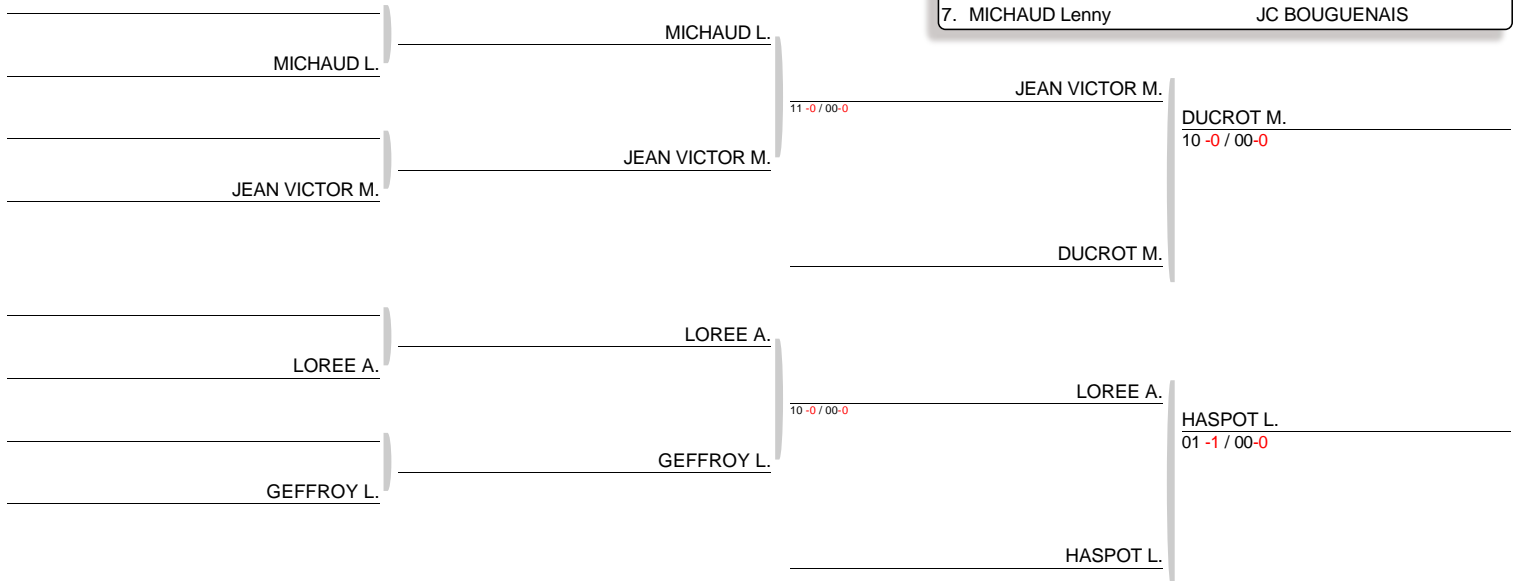 7. MICHAUD Lenny JC BOUGUENAIS
MICHAUD L.
MICHAUD L.
JEAN VICTOR M.
11 -0 / 00-0
DUCROT M.
10 -0 / 00-0
JEAN VICTOR M.
JEAN VICTOR M.
DUCROT M.
LOREE A.
LOREE A.
LOREE A.
10 -0 / 00-0
HASPOT L.
01 -1 / 00-0
GEFFROY L.
GEFFROY L.
HASPOT L.